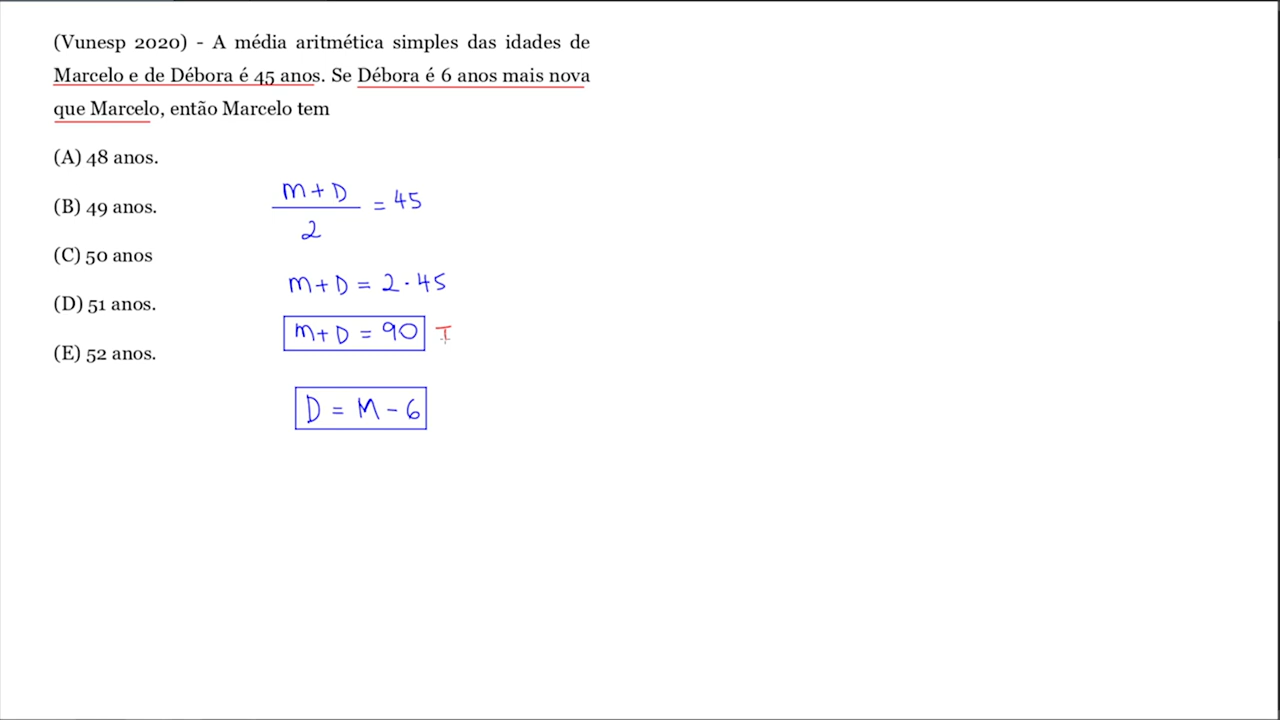 (Vunesp 2020) - A média aritmética simples das idades de
Marcelo e de Débora é 45 anos. Se Débora é 6 anos mais nova
que Marcelo, então Marcelo tem
(A) 48 anos.
(B) 49 anos.
(C) 50 anos
(D) 51 anos.
(E) 52 anos.
m+D
2
= 45
m+D = 2·45
m+D = 90 I
D = M-6